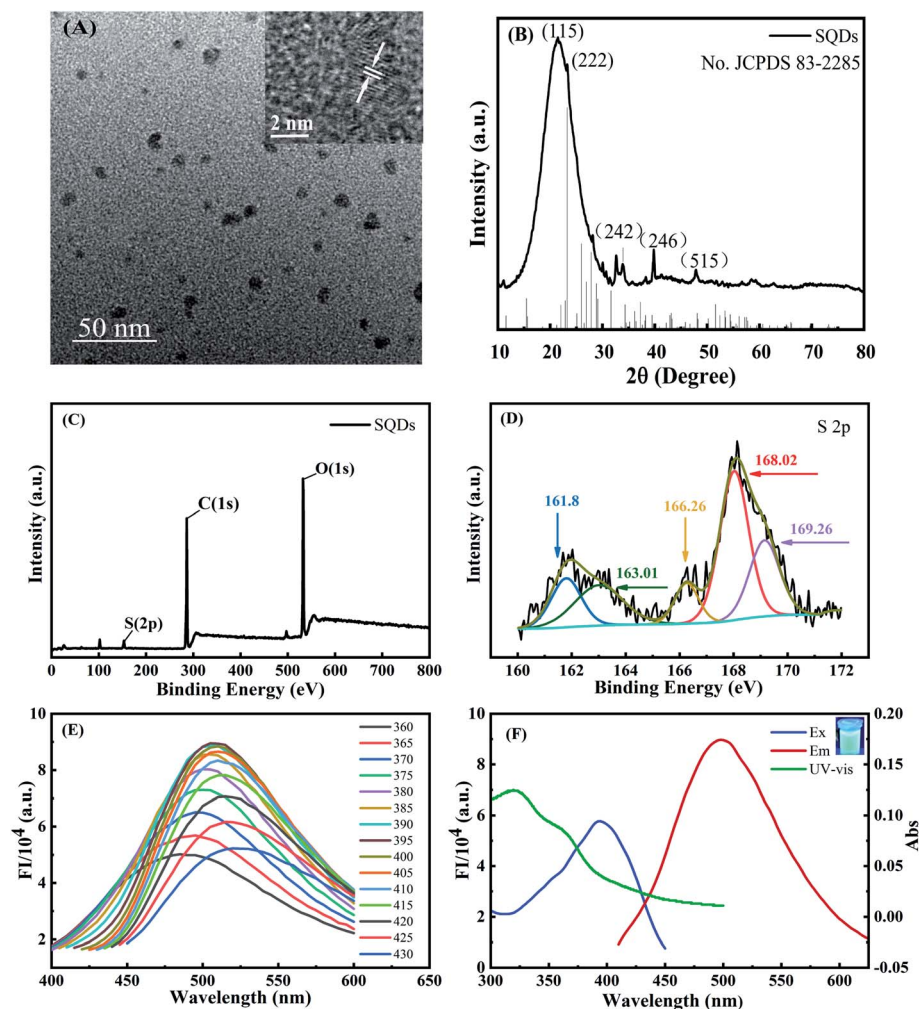 (A)
2 nm
50 nm
(B)
(115)
(222)
SQDs
No. JCPDS 83-2285
(242)
(246)
(515)
Intensity (a.u.)
10 20 30 40 50 60 70 80
2θ (Degree)
(C)
SQDs
O(1s)
C(1s)
S(2p)
Intensity (a.u.)
0 100 200 300 400 500 600 700 800
Binding Energy (eV)
(D)
S 2p
168.02
161.8
166.26
169.26
163.01
Intensity (a.u.)
160 162 164 166 168 170 172
Binding Energy (eV)
(E)
10
8
6
4
2
FI/10⁴ (a.u.)
360
365
370
375
380
385
390
395
400
405
410
415
420
425
430
400 450 500 550 600 650
Wavelength (nm)
(F)
Ex
Em
UV-vis
10
8
6
4
2
0
FI/10⁴ (a.u.)
0.20
0.15
0.10
0.05
0.00
-0.05
Abs
300 350 400 450 500 550 600
Wavelength (nm)